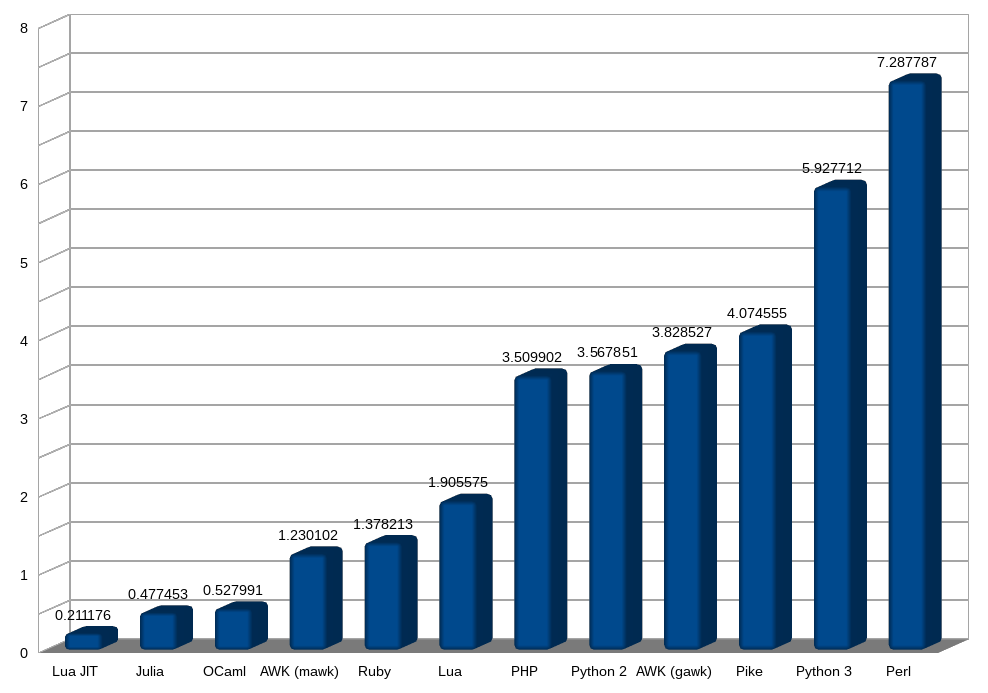 8
7
6
5
4
3
2
1
0
0.211176
0.477453
0.527991
1.230102
1.378213
1.905575
3.509902
3.567851
3.828527
4.074555
5.927712
7.287787
Lua JIT
Julia
OCaml
AWK (mawk)
Ruby
Lua
PHP
Python 2
AWK (gawk)
Pike
Python 3
Perl